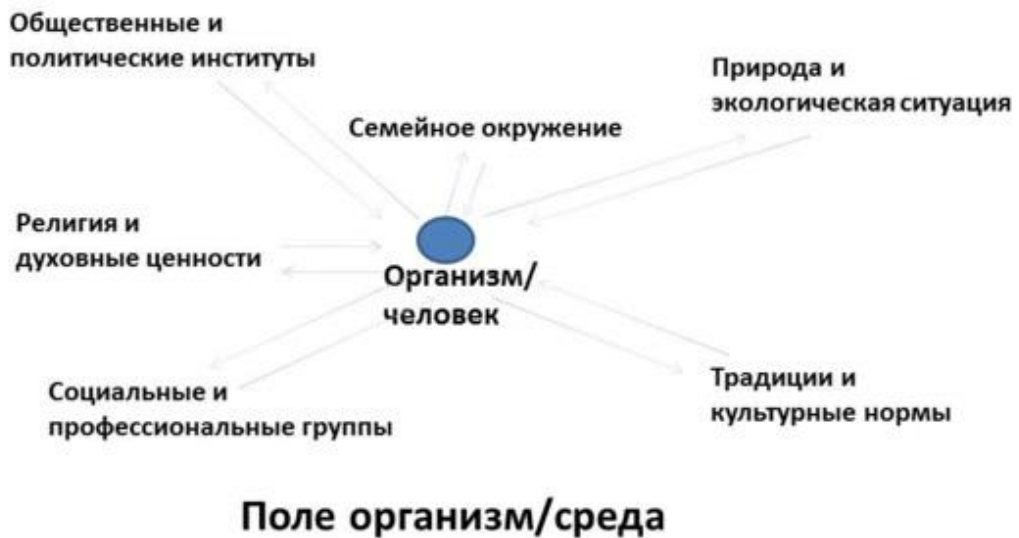 Общественные и
политические институты
Природа и
экологическая ситуация
Семейное окружение
Религия и
духовные ценности
Организм/
человек
Социальные и
профессиональные группы
Традиции и
культурные нормы
Поле организм/среда